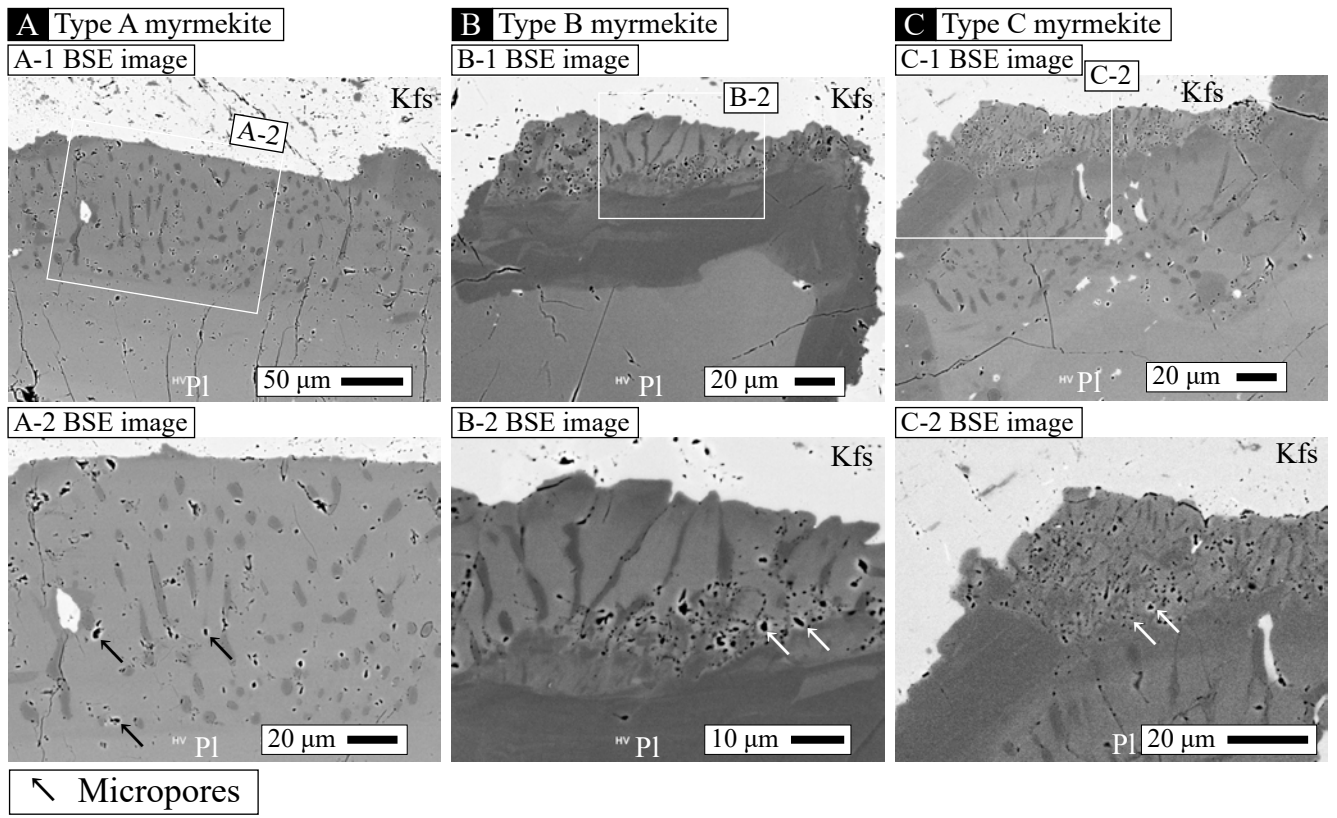 A Type A myrmekite
A-1 BSE image
Kfs
A-2
HV Pl
50 μm
A-2 BSE image
HV Pl
20 μm
B Type B myrmekite
B-1 BSE image
B-2
Kfs
HV Pl
20 μm
B-2 BSE image
Kfs
HV Pl
10 μm
C Type C myrmekite
C-1 BSE image
C-2
Kfs
HV Pl
20 μm
C-2 BSE image
Kfs
Pl
20 μm
Micropores